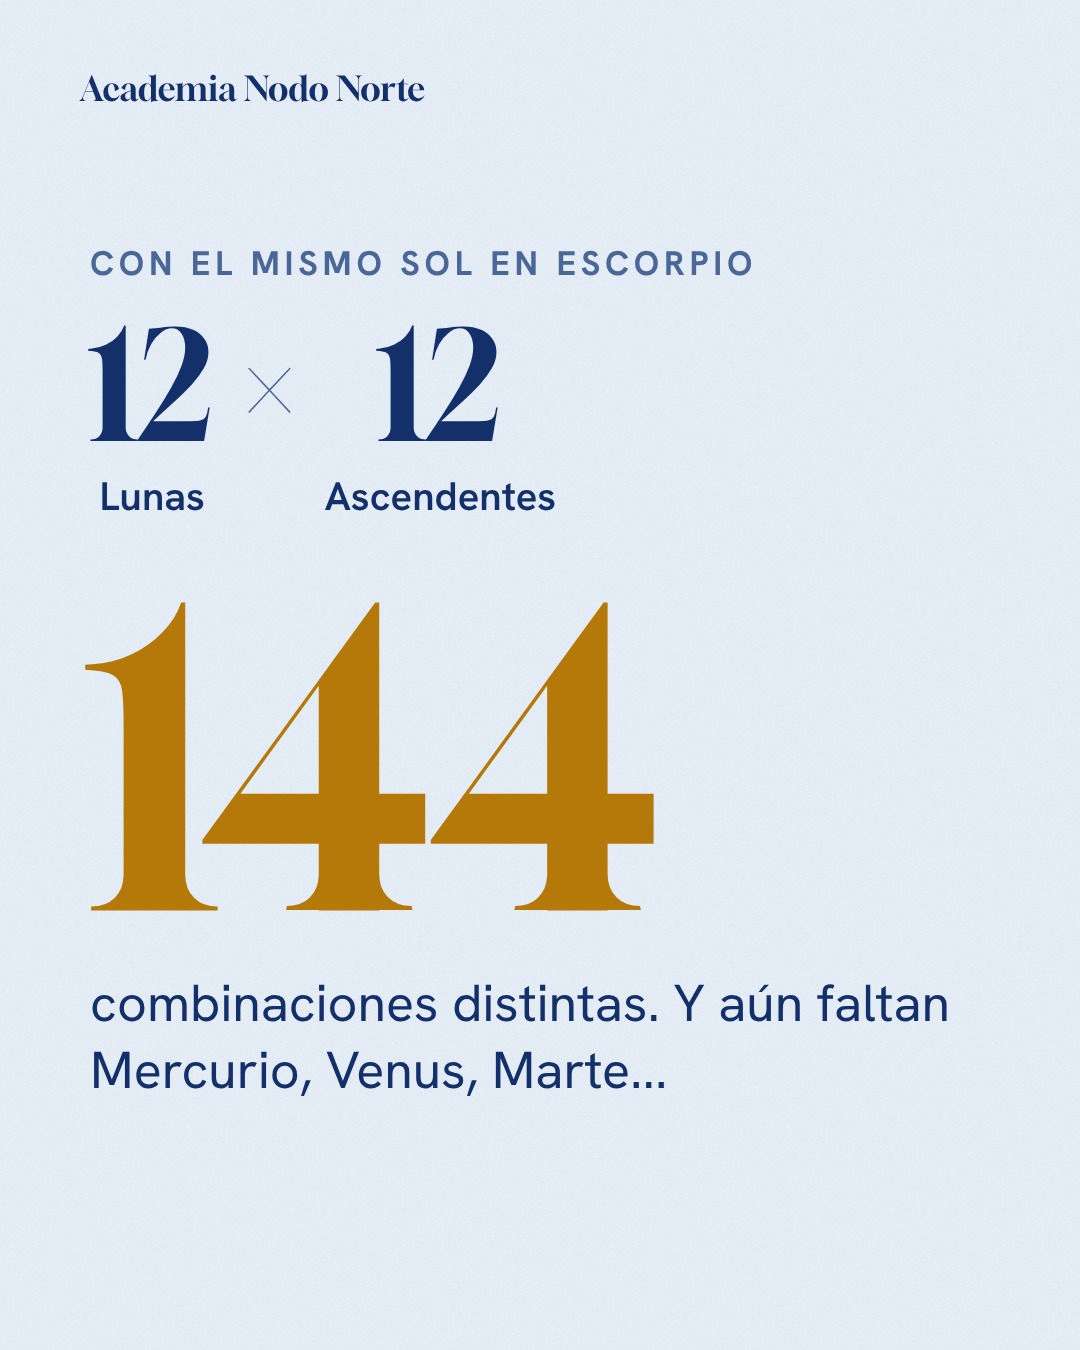 Academia Nodo Norte
CON EL MISMO SOL EN ESCORPIO
12 × 12
Lunas Ascendentes
144
combinaciones distintas. Y aún faltan
Mercurio, Venus, Marte...